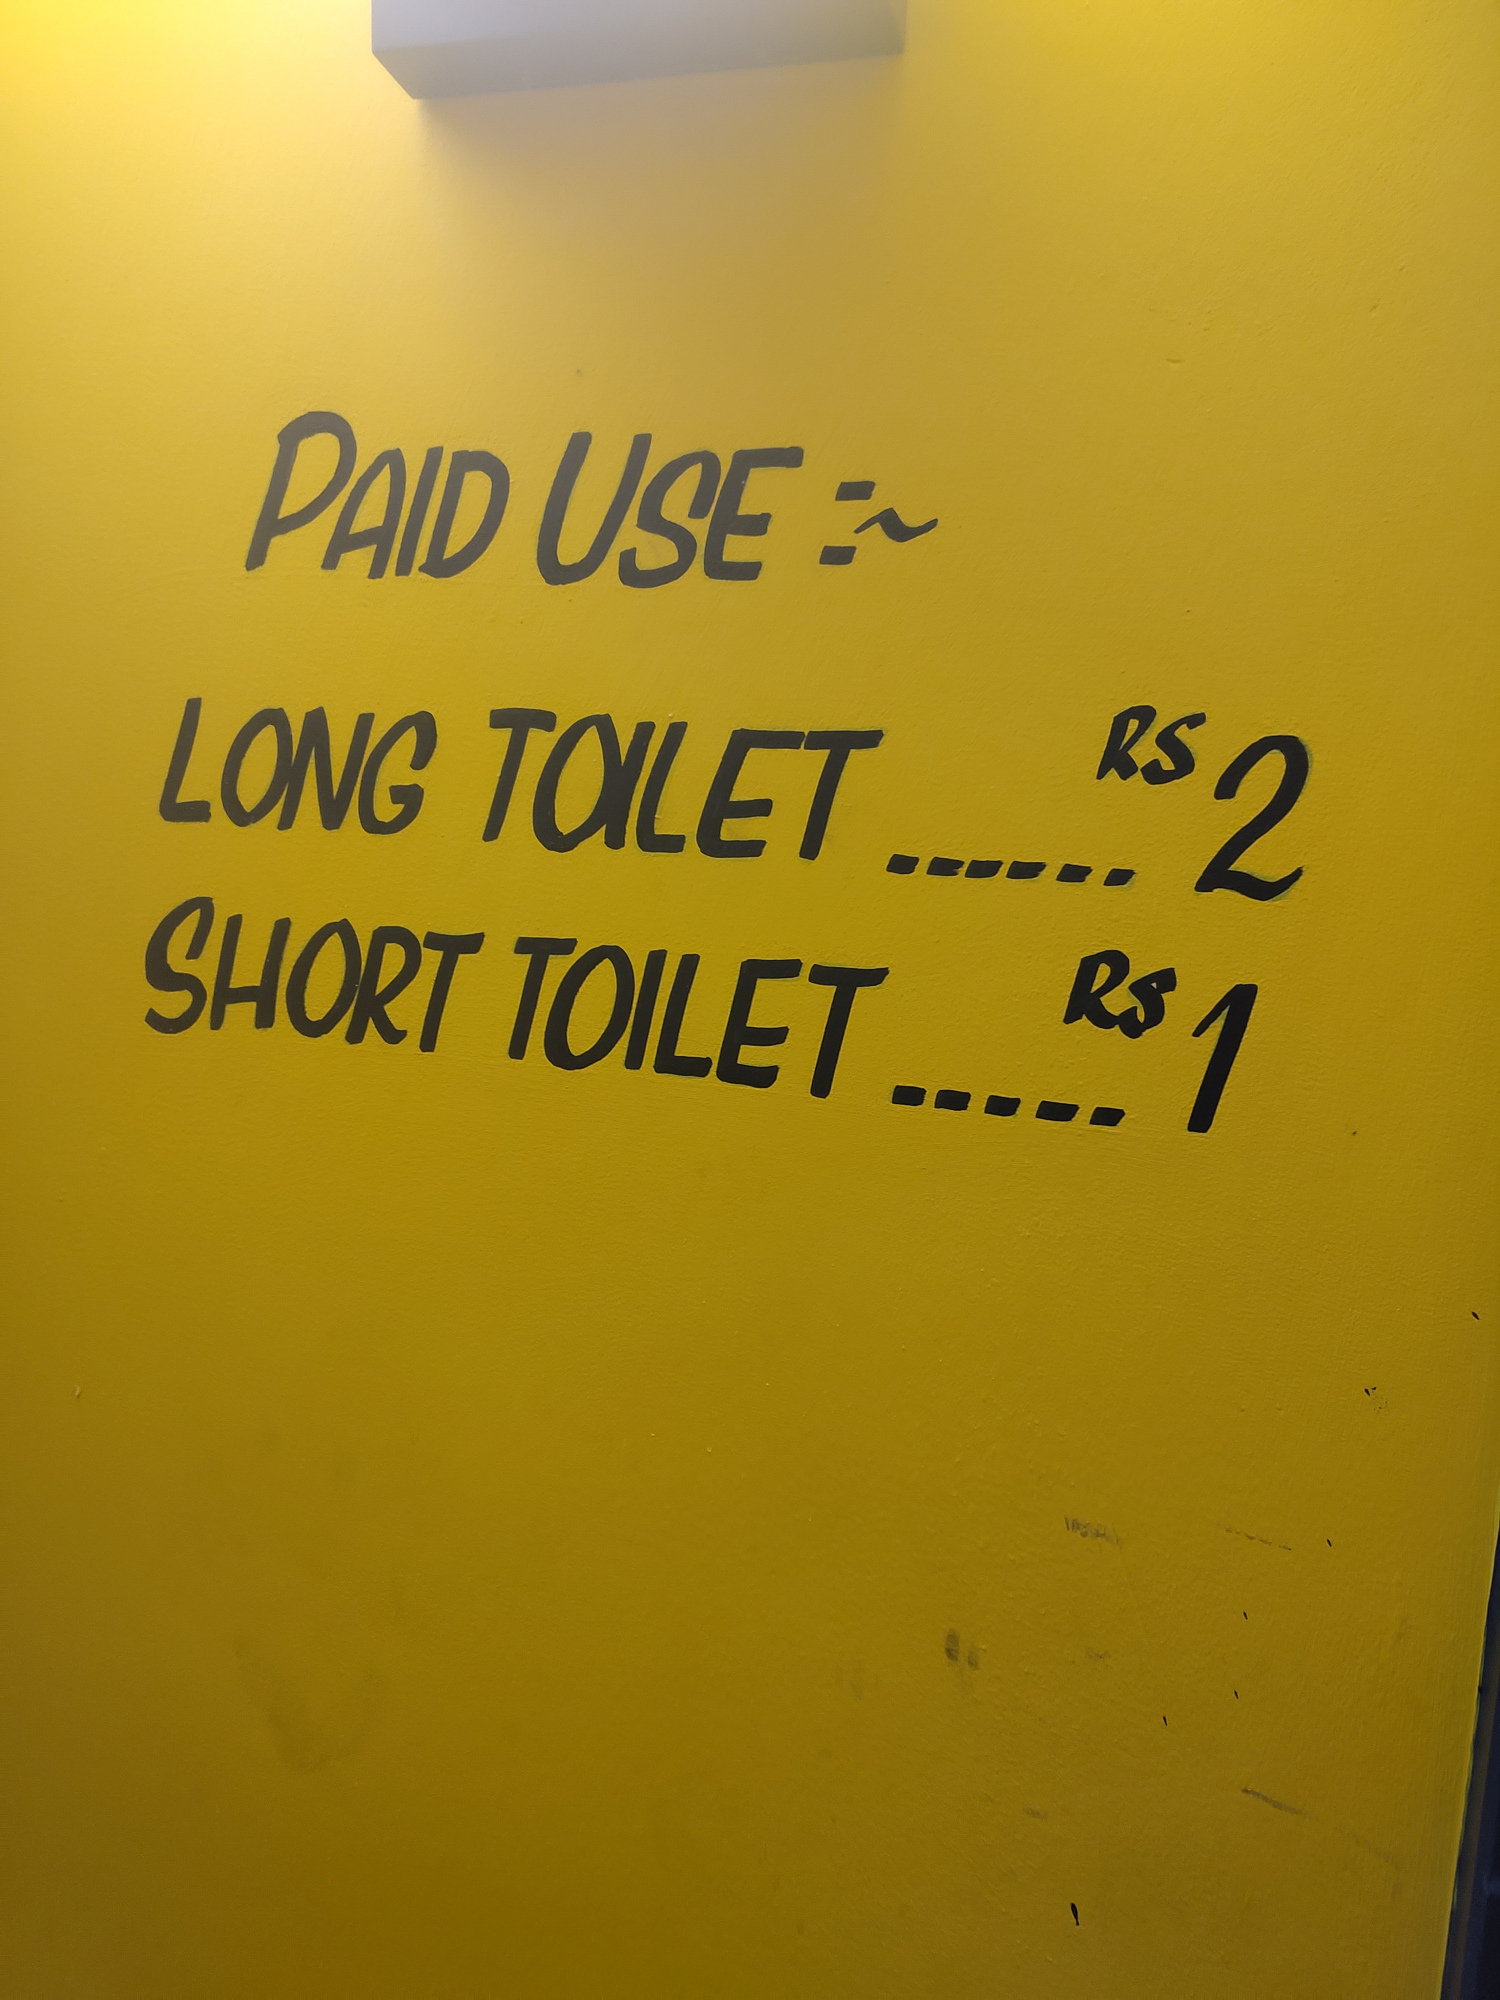 PAID USE :~
LONG TOILET ...... RS 2
SHORT TOILET ..... RS 1